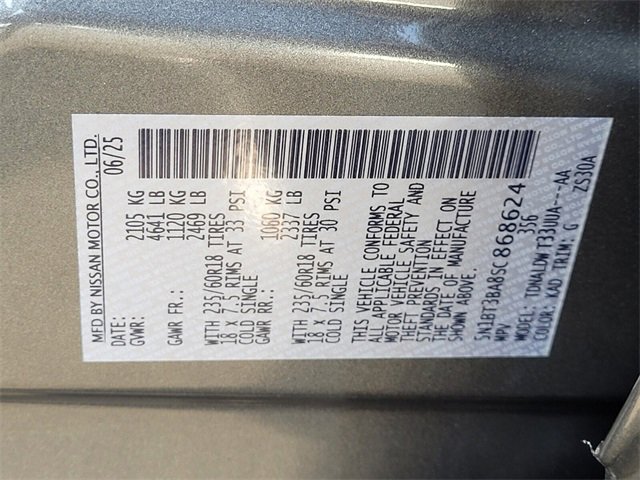 MFD BY NISSAN MOTOR CO., LTD.
DATE: 06/25
GVWR: 2105 KG
4641 LB
GAWR FR.: 1120 KG
2469 LB
WITH 235/60R18 TIRES
18 X 7.5 RIMS AT 33 PSI
COLD SINGLE
GAWR RR.: 1060 KG
2337 LB
WITH 235/60R18 TIRES
18 X 7.5 RIMS AT 30 PSI
COLD SINGLE
THIS VEHICLE CONFORMS TO
ALL APPLICABLE FEDERAL
MOTOR VEHICLE SAFETY AND
THEFT PREVENTION
STANDARDS IN EFFECT ON
THE DATE OF MANUFACTURE
SHOWN ABOVE.
5N1BT3BA8SC868624
MPV 356
MODEL: TDNALDWT33UUA---AA
COLOR: KAD TRIM: G ZS30A